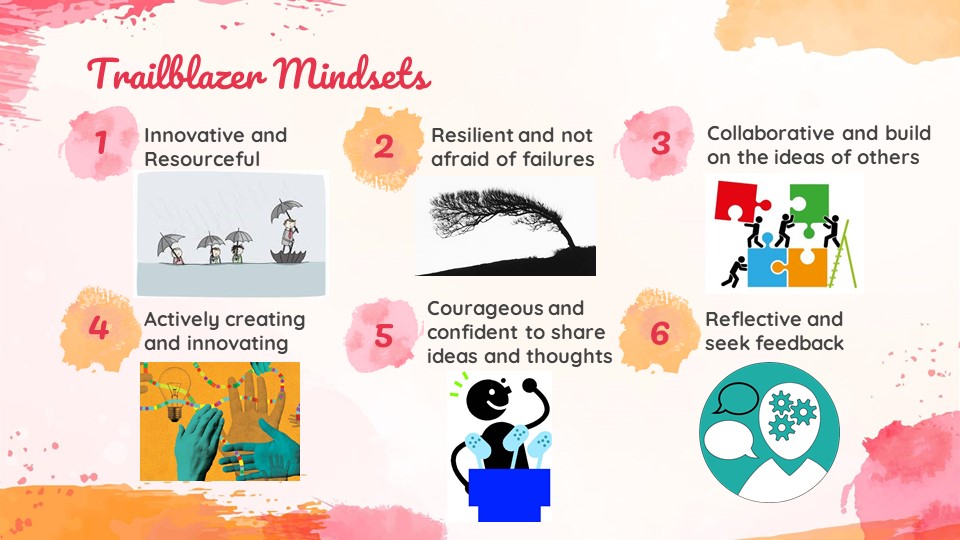 Trailblazer Mindsets
1
Innovative and
Resourceful
2
Resilient and not
afraid of failures
3
Collaborative and build
on the ideas of others
4
Actively creating
and innovating
5
Courageous and
confident to share
ideas and thoughts
6
Reflective and
seek feedback